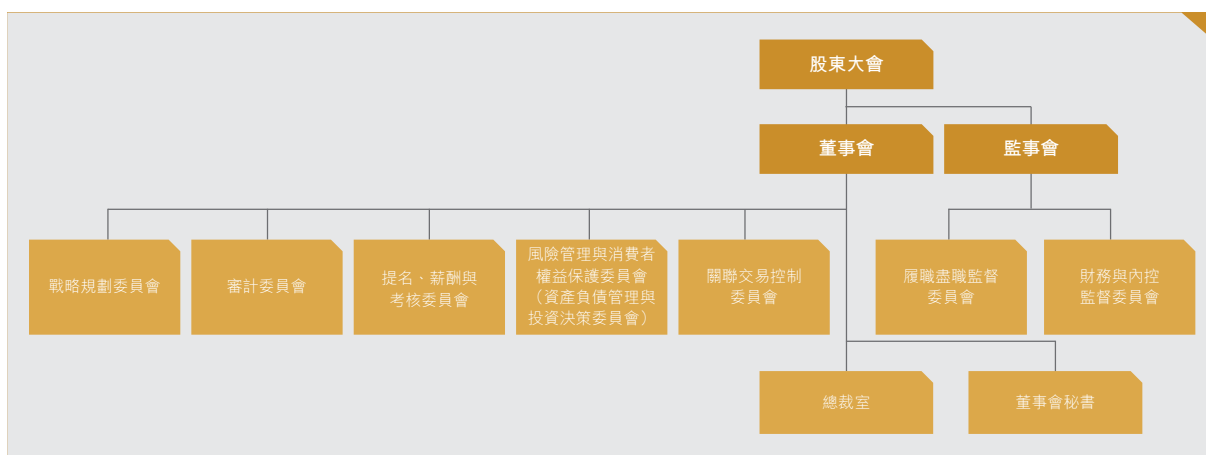 股東大會
董事會
監事會
戰略規劃委員會
審計委員會
提名、薪酬與
考核委員會
風險管理與消費者
權益保護委員會
（資產負債管理與
投資決策委員會）
關聯交易控制
委員會
履職盡職監督
委員會
財務與內控
監督委員會
總裁室
董事會秘書